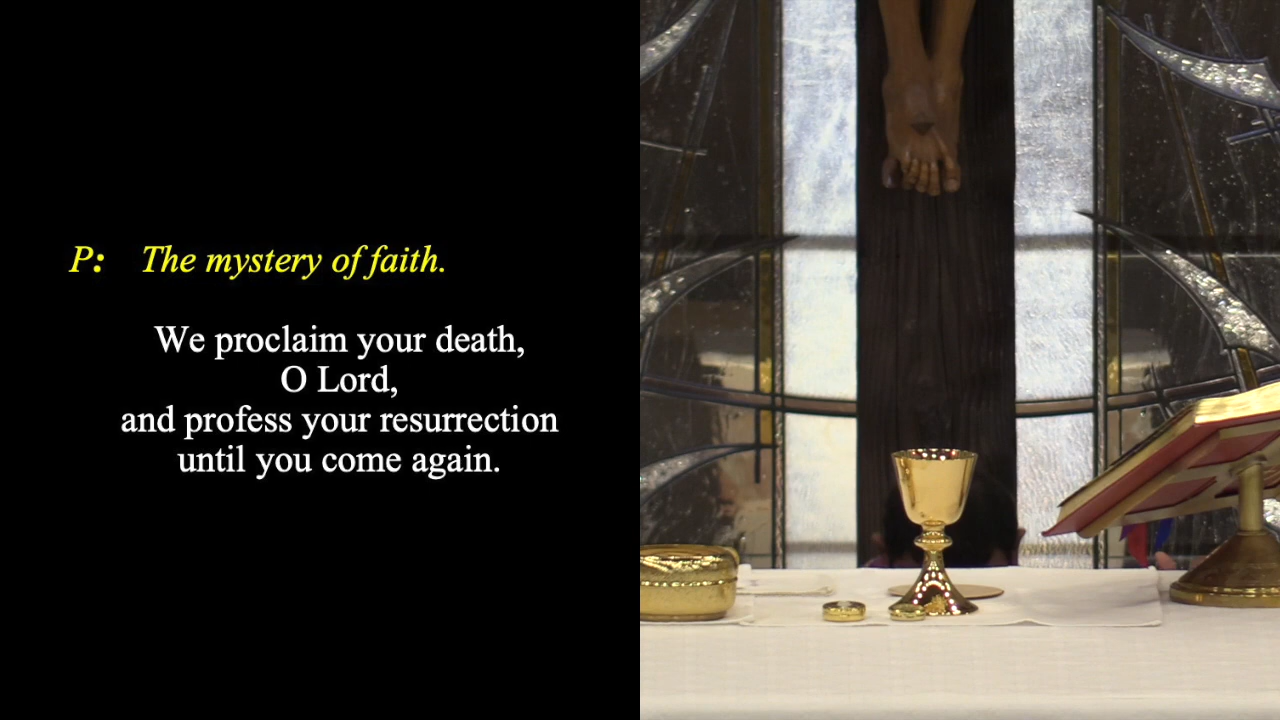 P: The mystery of faith.
We proclaim your death,
O Lord,
and profess your resurrection
until you come again.